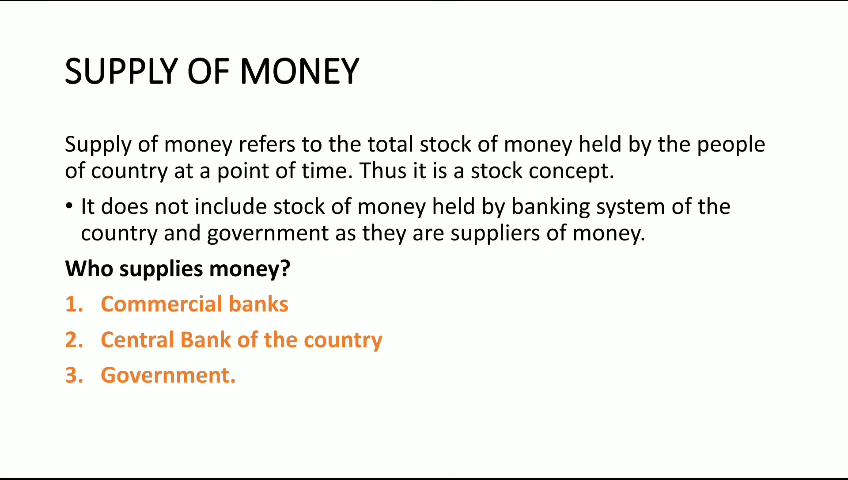 SUPPLY OF MONEY
Supply of money refers to the total stock of money held by the people
of country at a point of time. Thus it is a stock concept.
• It does not include stock of money held by banking system of the
country and government as they are suppliers of money.
Who supplies money?
1. Commercial banks
2. Central Bank of the country
3. Government.